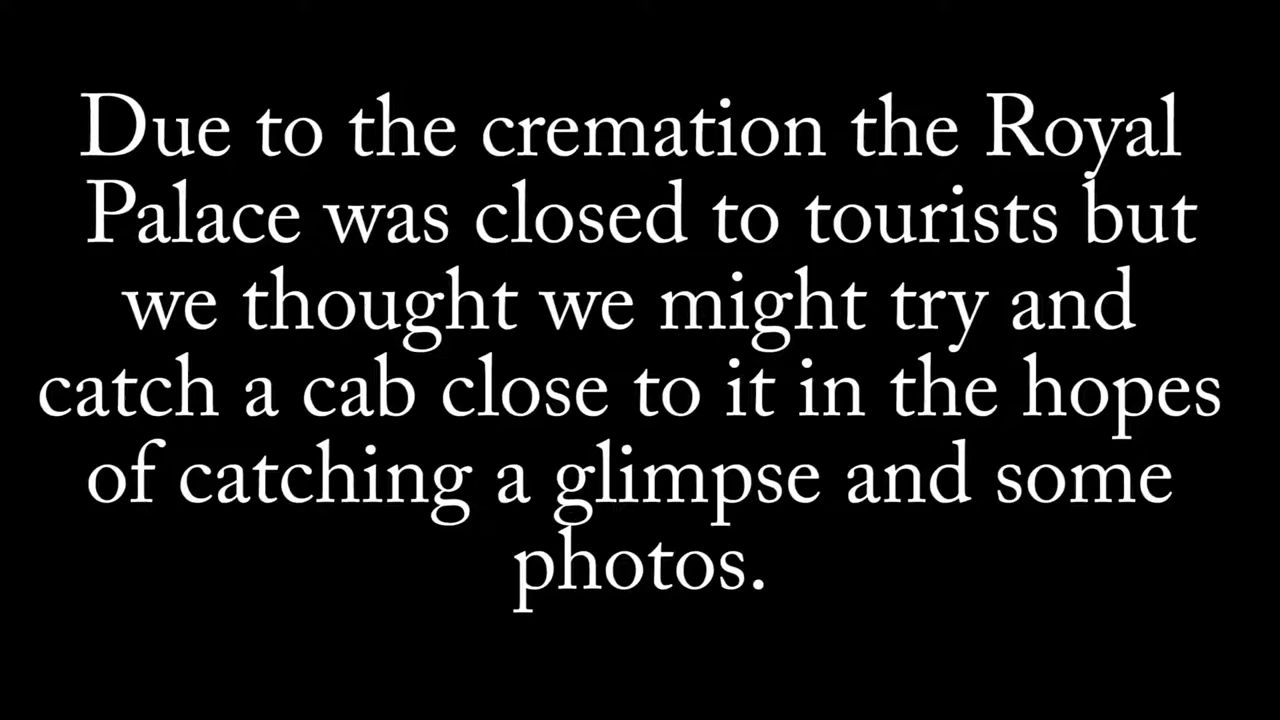 Due to the cremation the Royal
Palace was closed to tourists but
we thought we might try and
catch a cab close to it in the hopes
of catching a glimpse and some
photos.